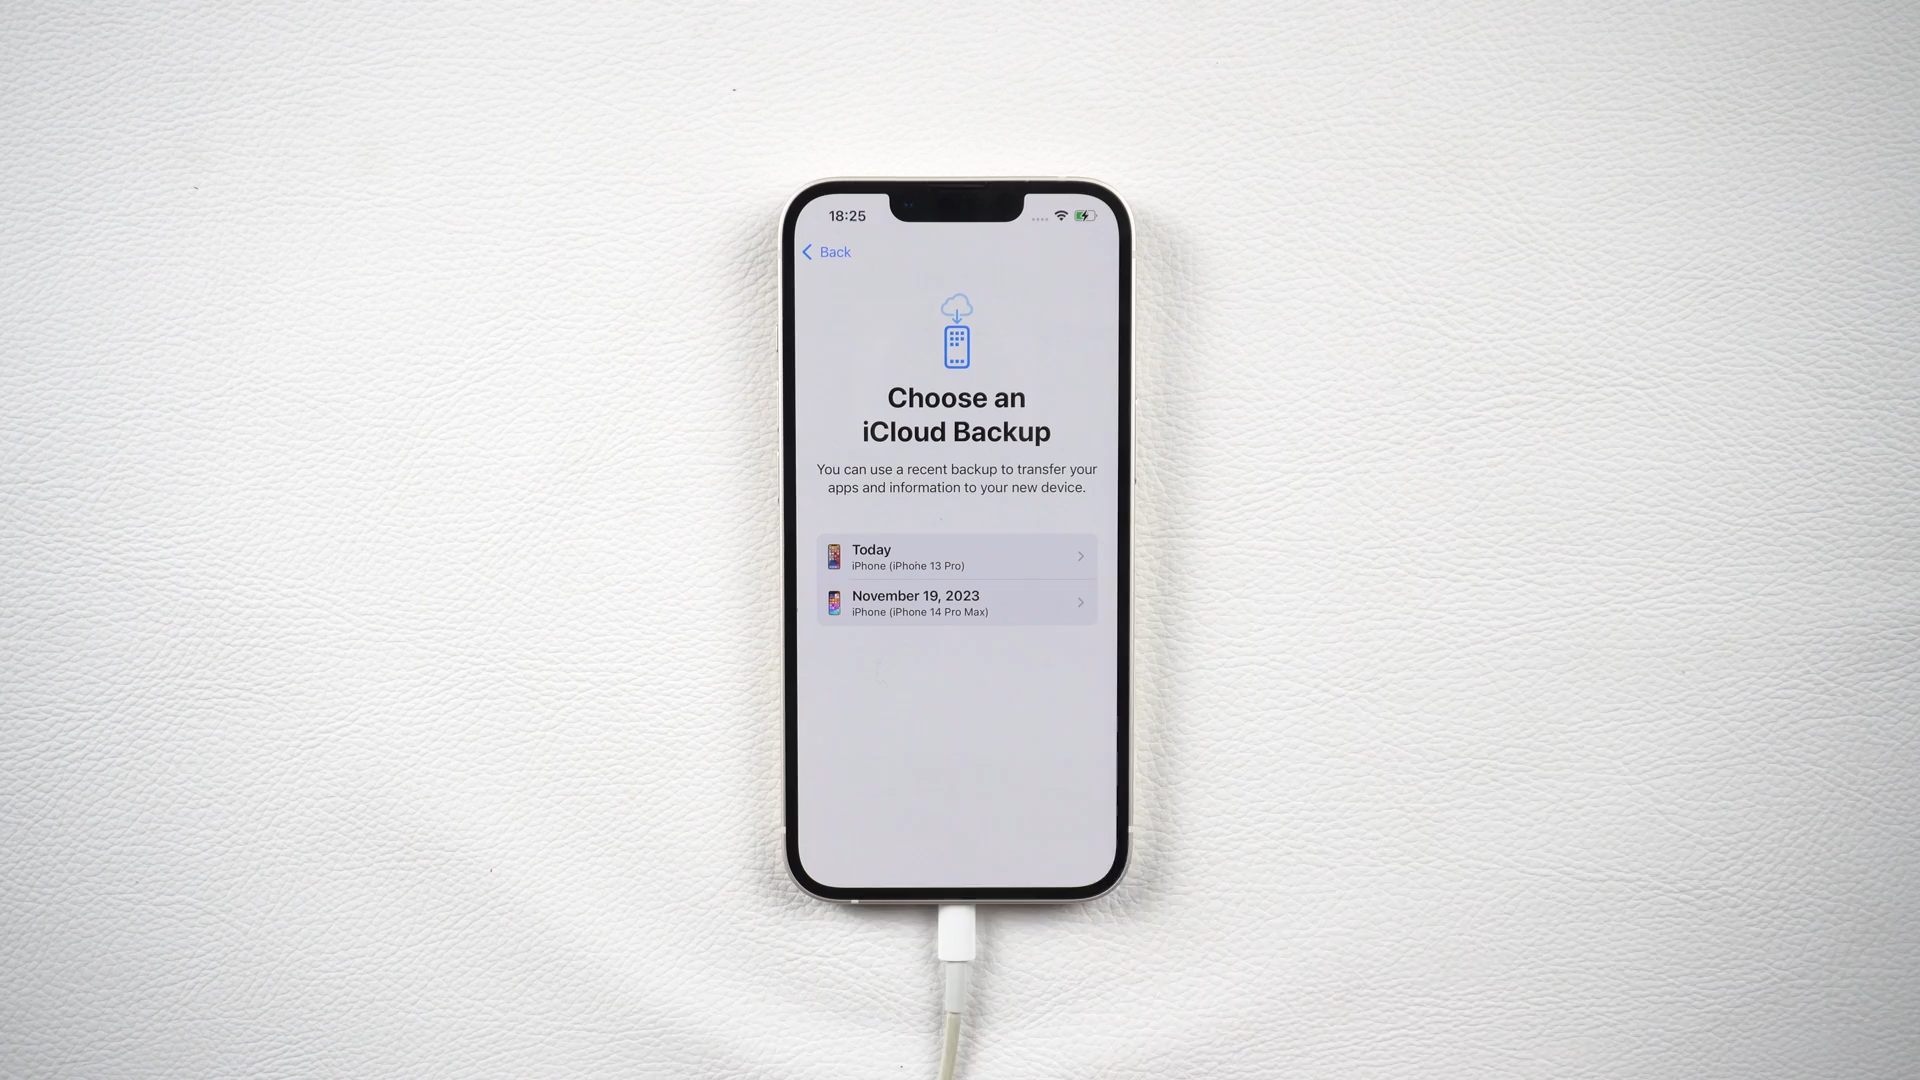 18:25
Back
Choose an
iCloud Backup
You can use a recent backup to transfer your
apps and information to your new device.
Today
iPhone (iPhone 13 Pro)
November 19, 2023
iPhone (iPhone 14 Pro Max)